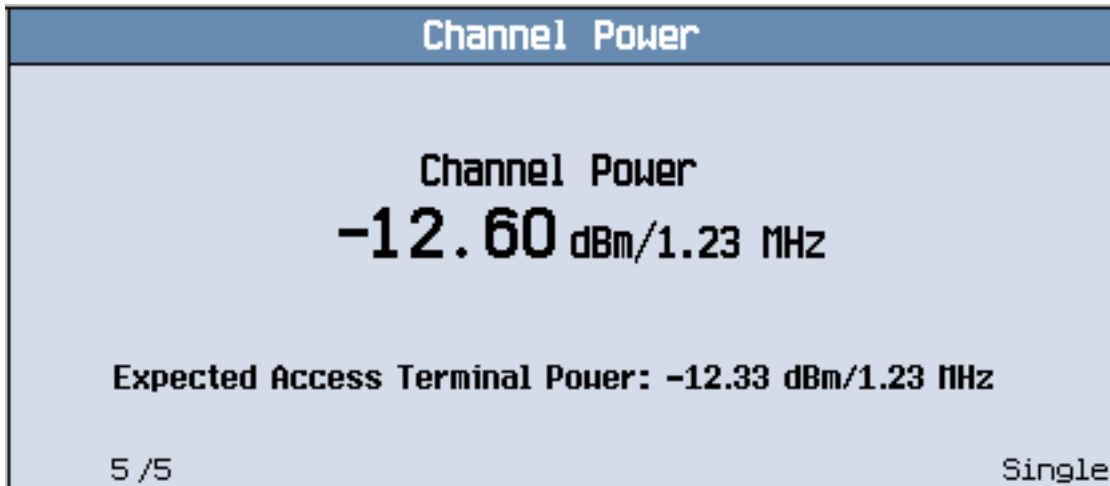 Channel Power
Channel Power
-12.60 dBm/1.23 MHz
Expected Access Terminal Power: -12.33 dBm/1.23 MHz
5/5 Single